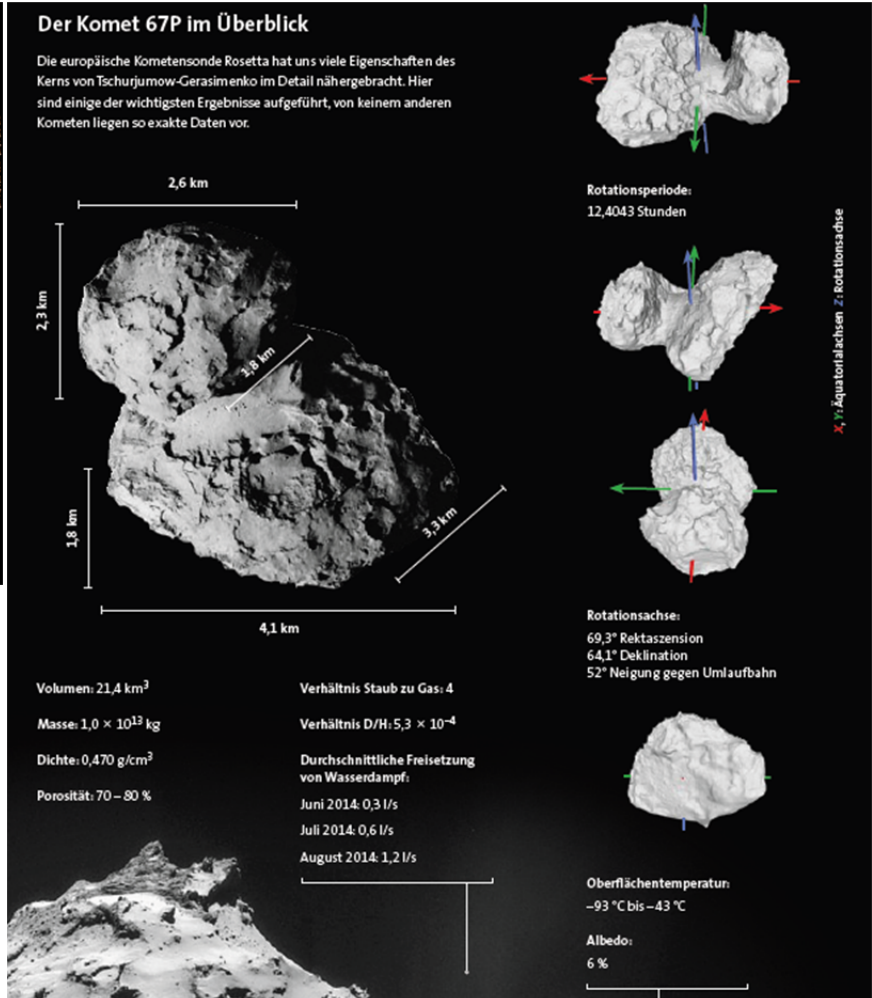 Der Komet 67P im Überblick
Die europäische Kometensonde Rosetta hat uns viele Eigenschaften des
Kerns von Tschurjumow-Gerasimenko im Detail nähergebracht. Hier
sind einige der wichtigsten Ergebnisse aufgeführt, von keinem anderen
Kometen liegen so exakte Daten vor.
2,6 km
2,3 km
1,8 km
1,8 km
3,3 km
4,1 km
Volumen: 21,4 km³
Masse: 1,0 × 10¹³ kg
Dichte: 0,470 g/cm³
Porosität: 70 – 80 %
Verhältnis Staub zu Gas: 4
Verhältnis D/H: 5,3 × 10⁻⁴
Durchschnittliche Freisetzung
von Wasserdampf:
Juni 2014: 0,3 l/s
Juli 2014: 0,6 l/s
August 2014: 1,2 l/s
Rotationsperiode:
12,4043 Stunden
X, Y: Äquatorialachsen Z: Rotationsachse
Rotationsachse:
69,3° Rektaszension
64,1° Deklination
52° Neigung gegen Umlaufbahn
Oberflächentemperatur:
–93 °C bis –43 °C
Albedo:
6 %